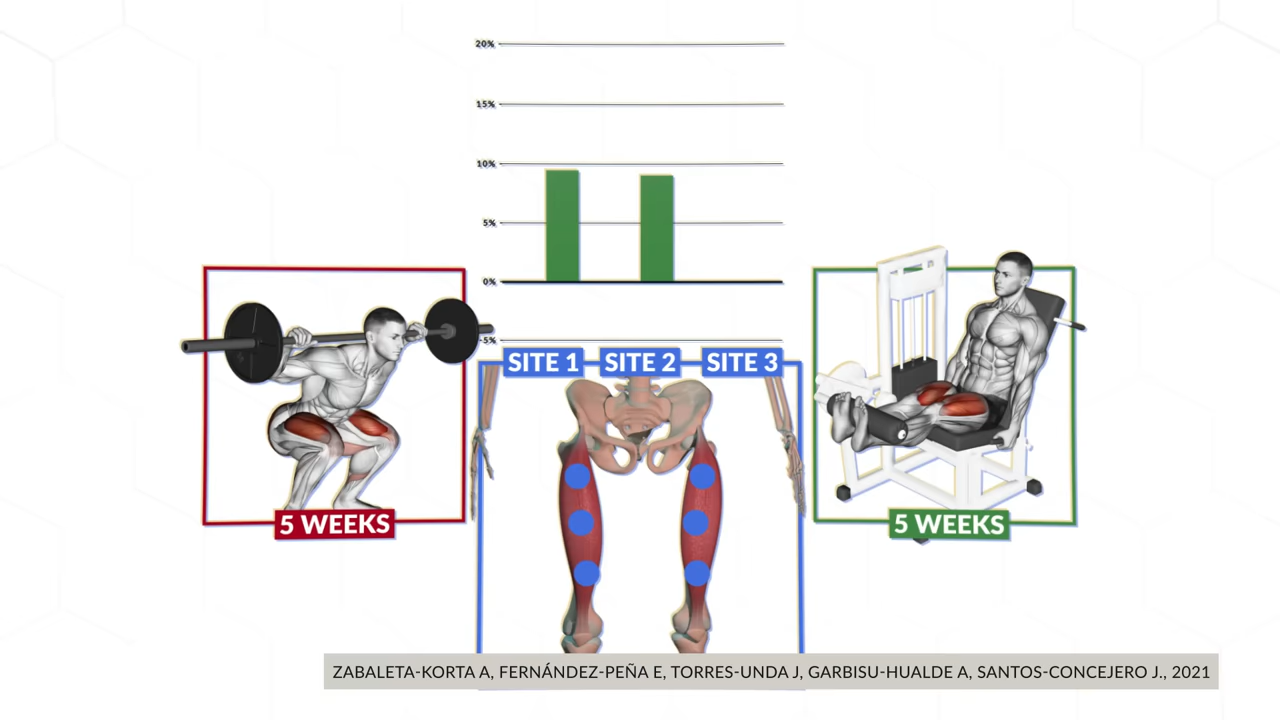 20%
15%
10%
5%
0%
-5%
SITE 1 SITE 2 SITE 3
5 WEEKS
5 WEEKS
ZABALETA-KORTA A, FERNÁNDEZ-PEÑA E, TORRES-UNDA J, GARBISU-HUALDE A, SANTOS-CONCEJERO J., 2021